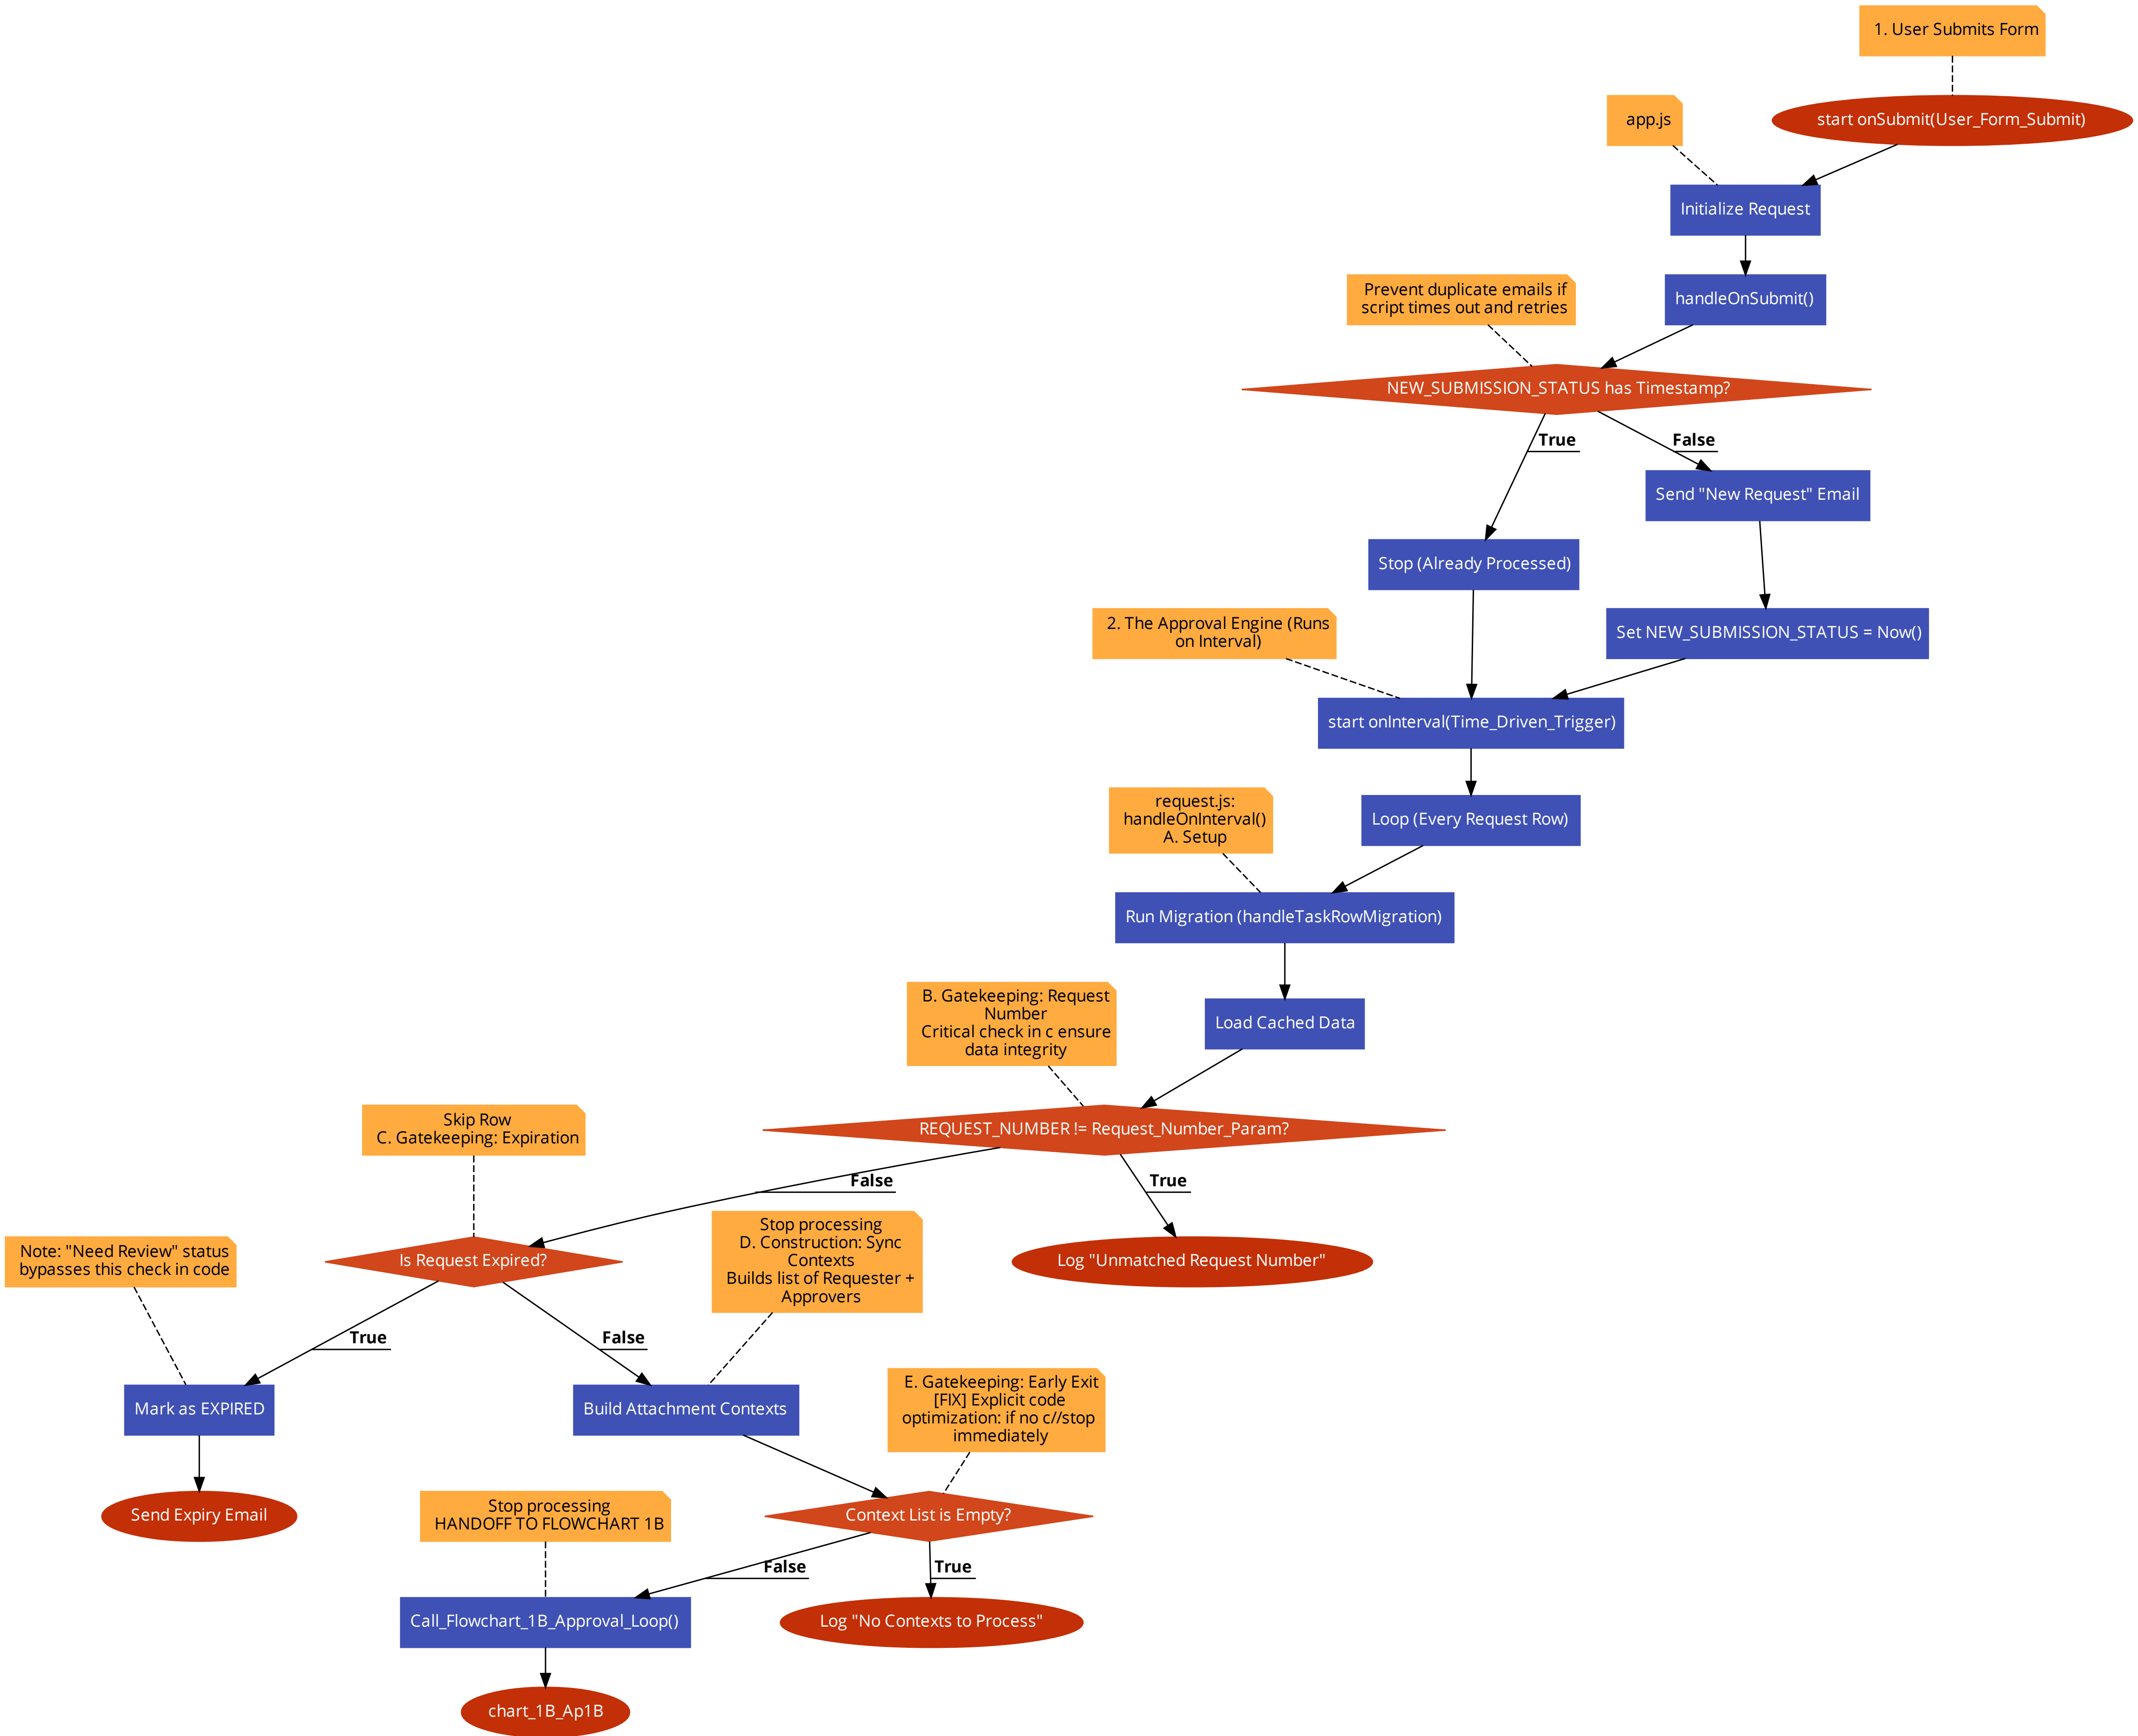 1. User Submits Form
start onSubmit(User_Form_Submit)
app.js
Initialize Request
handleOnSubmit()
Prevent duplicate emails if
script times out and retries
NEW_SUBMISSION_STATUS has Timestamp?
True
False
Send "New Request" Email
Stop (Already Processed)
Set NEW_SUBMISSION_STATUS = Now()
2. The Approval Engine (Runs
on Interval)
start onInterval(Time_Driven_Trigger)
Loop (Every Request Row)
request.js:
handleOnInterval()
A. Setup
Run Migration (handleTaskRowMigration)
Load Cached Data
B. Gatekeeping: Request
Number
Critical check in c ensure
data integrity
REQUEST_NUMBER != Request_Number_Param?
False
True
Log "Unmatched Request Number"
Skip Row
C. Gatekeeping: Expiration
Is Request Expired?
True
False
Note: "Need Review" status
bypasses this check in code
Mark as EXPIRED
Send Expiry Email
Stop processing
D. Construction: Sync
Contexts
Builds list of Requester +
Approvers
Build Attachment Contexts
E. Gatekeeping: Early Exit
[FIX] Explicit code
optimization: if no c//stop
immediately
Context List is Empty?
False
True
Log "No Contexts to Process"
Stop processing
HANDOFF TO FLOWCHART 1B
Call_Flowchart_1B_Approval_Loop()
chart_1B_Ap1B